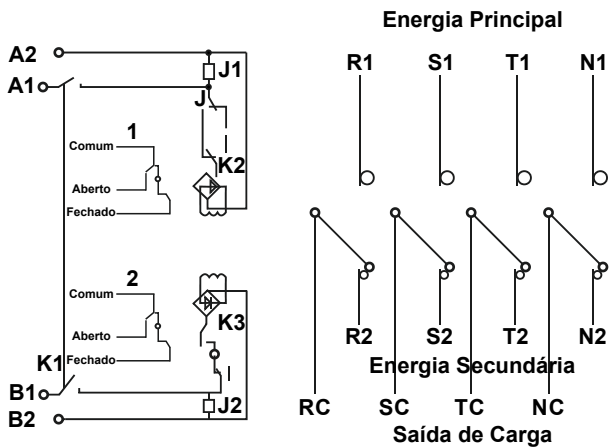 Energia Principal
A2
J1
R1 S1 T1 N1
A1
J
1
Comum
K2
Aberto
Fechado
2
Comum
K3
Aberto
R2 S2 T2 N2
K1
Fechado
Energia Secundária
B1
J2
RC SC TC NC
B2
Saída de Carga